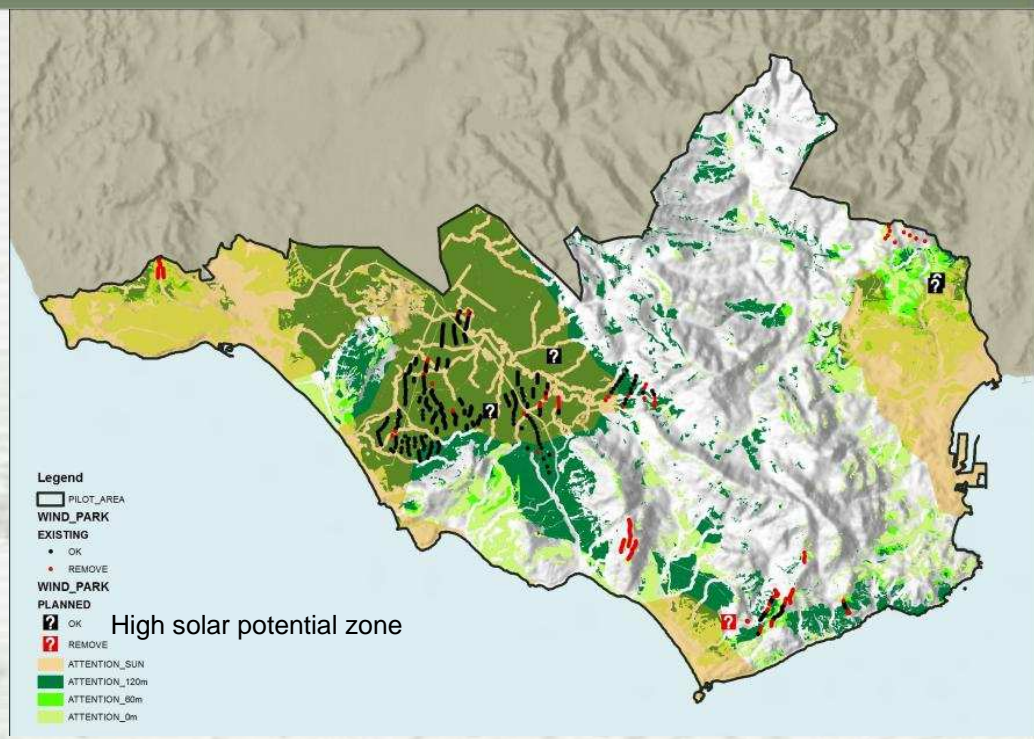 Legend
PILOT_AREA
WIND_PARK
EXISTING
OK
REMOVE
WIND_PARK
PLANNED
? OK
High solar potential zone
? REMOVE
ATTENTION_SUN
ATTENTION_120m
ATTENTION_60m
ATTENTION_0m
?
?
?
?